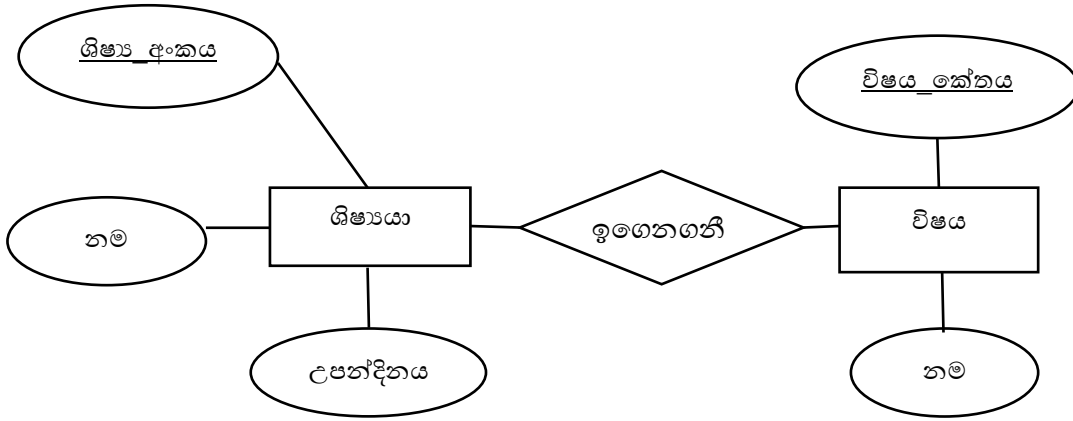 ශිෂ්‍ය_අංකය
විෂය_කේතය
ශිෂ්‍යයා
ඉගෙනගනී
විෂය
නම
උපන්දිනය
නම